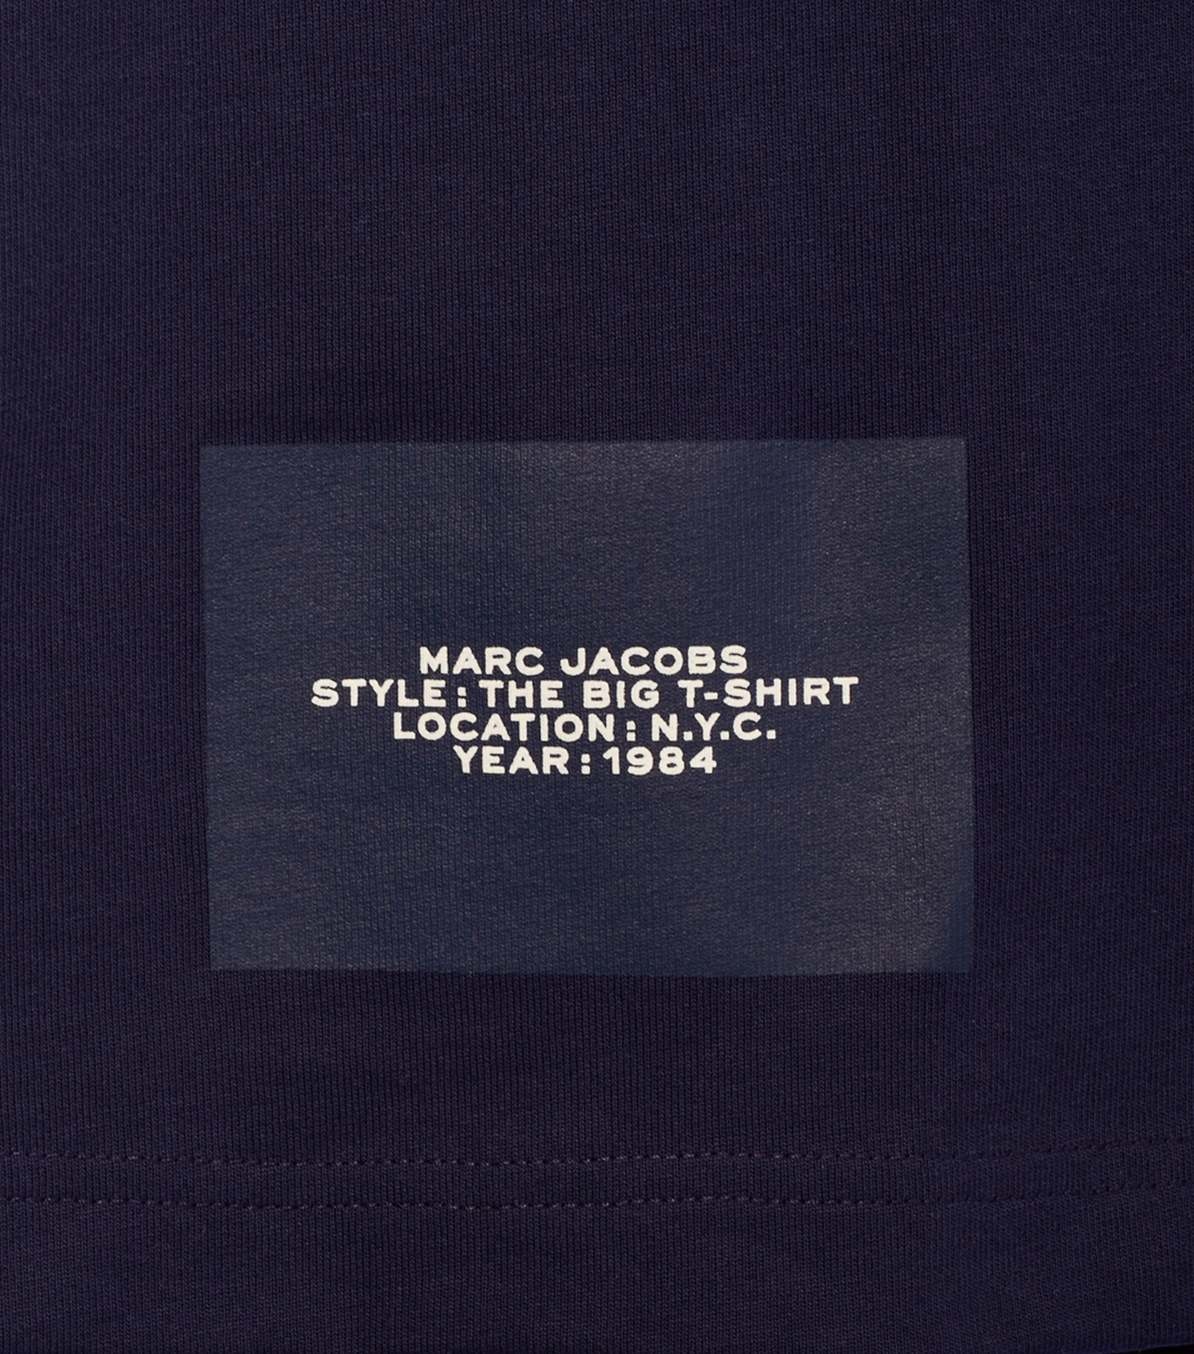 MARC JACOBS
STYLE: THE BIG T-SHIRT
LOCATION: N.Y.C.
YEAR: 1984